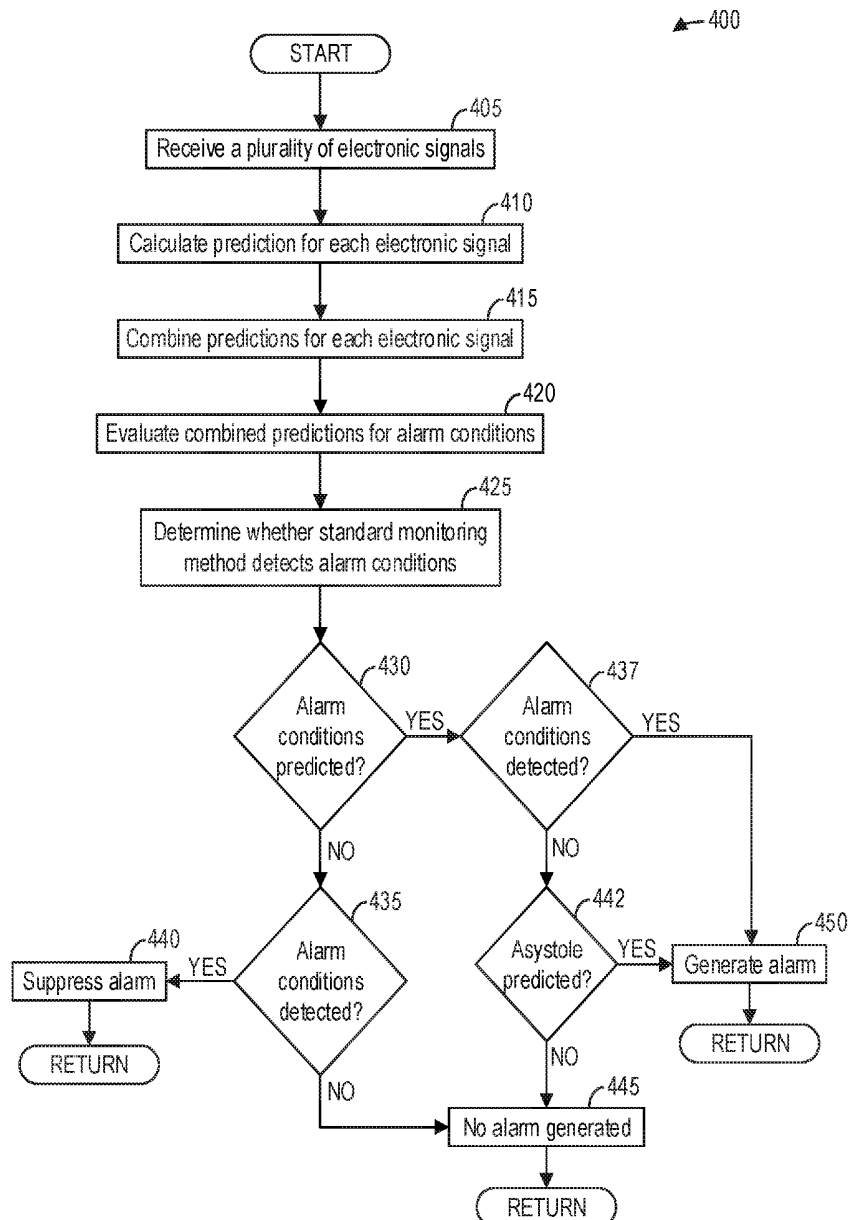 400
START
405
Receive a plurality of electronic signals
410
Calculate prediction for each electronic signal
415
Combine predictions for each electronic signal
420
Evaluate combined predictions for alarm conditions
425
Determine whether standard monitoring
method detects alarm conditions
430
Alarm
conditions
predicted?
YES
437
Alarm
conditions
detected?
YES
NO
NO
435
Alarm
conditions
detected?
442
Asystole
predicted?
YES
450
Generate alarm
RETURN
440
Suppress alarm
YES
RETURN
NO
NO
445
No alarm generated
RETURN